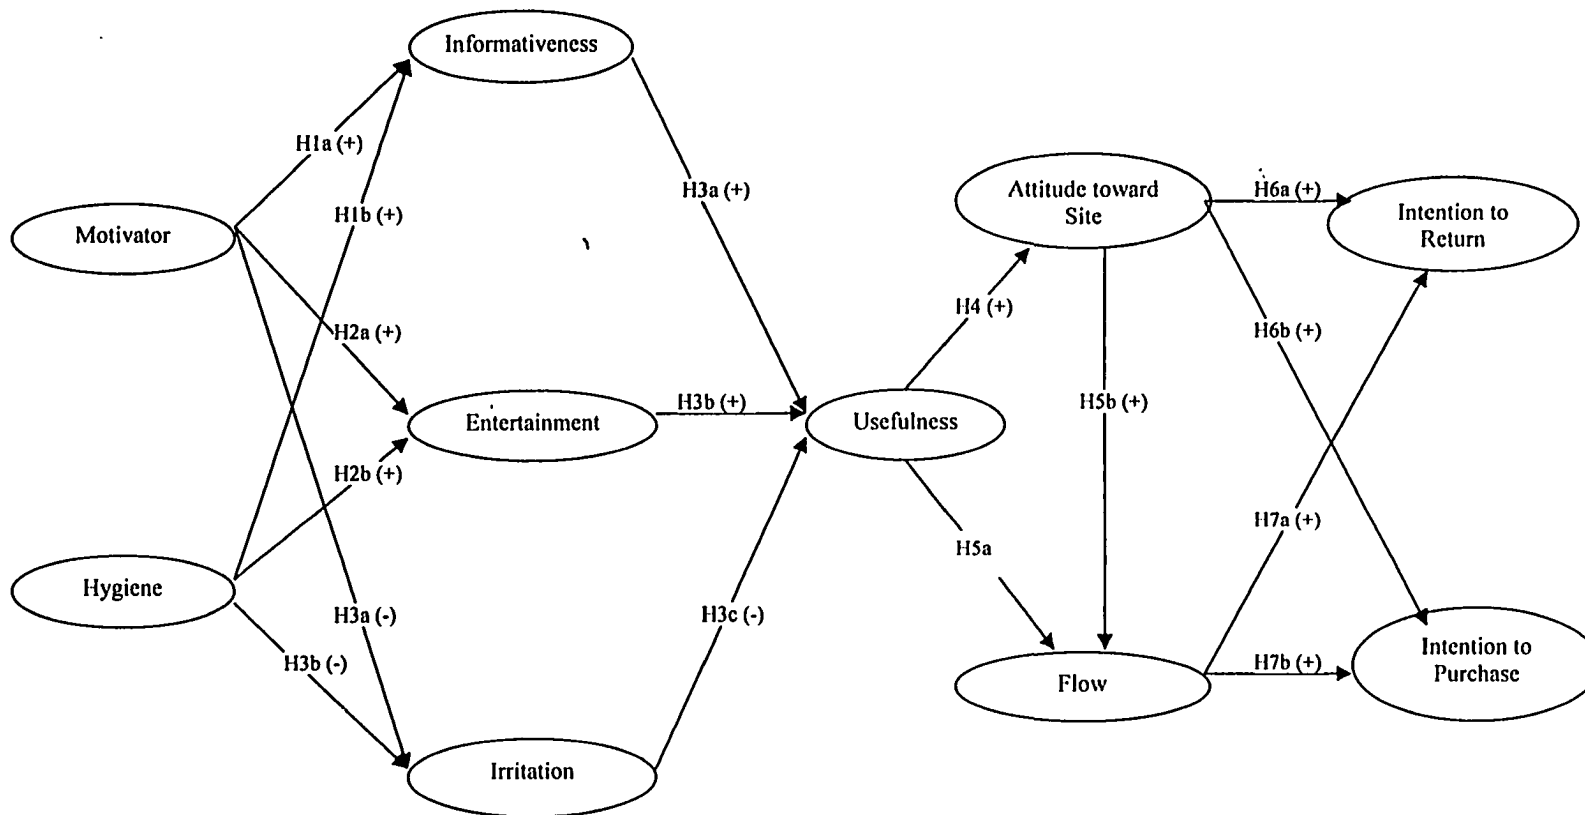 Informativeness
H1a (+)
H3a (+)
Attitude toward
Site
H6a (+)
Intention to
Return
Motivator
H1b (+)
H4 (+)
H6b (+)
H2a (+)
Entertainment
H3b (+)
Usefulness
H5b (+)
H2b (+)
H5a
H7a (+)
Hygiene
H3a (-)
H3c (-)
H3b (-)
Flow
H7b (+)
Intention to
Purchase
Irritation